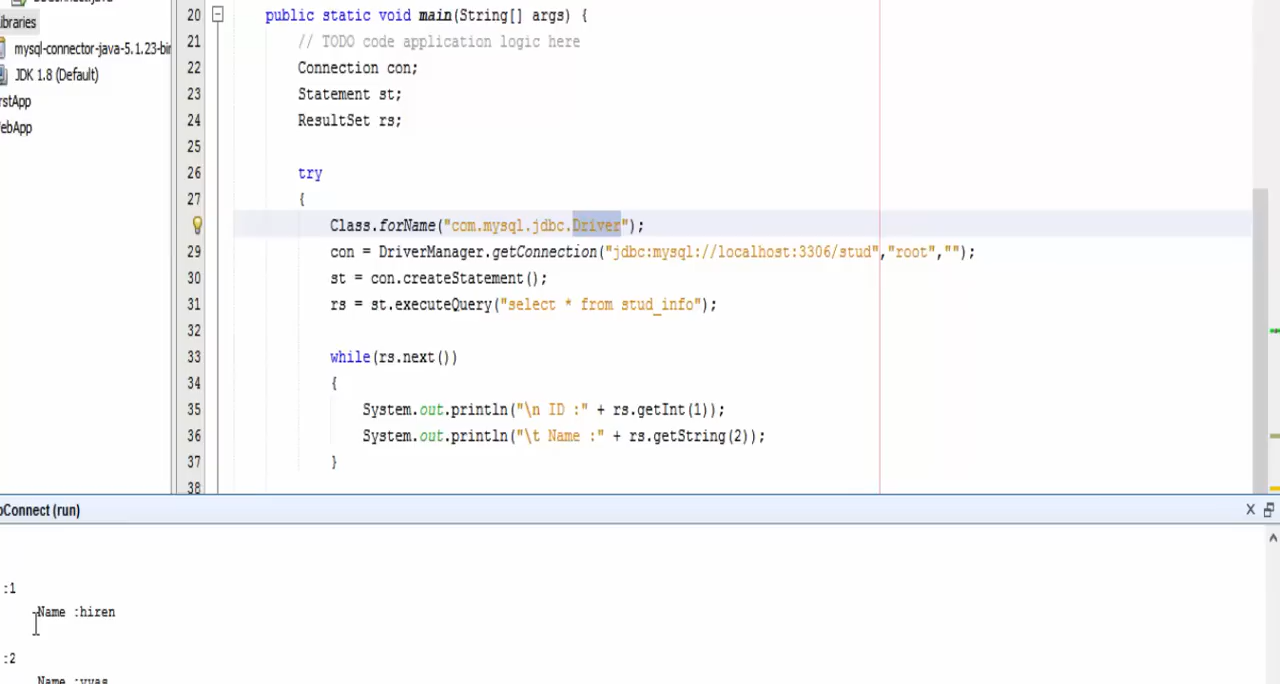 ibraries
mysql-connector-java-5.1.23-bin
JDK 1.8 (Default)
rstApp
ebApp
20 public static void main(String[] args) {
21 // TODO code application logic here
22 Connection con;
23 Statement st;
24 ResultSet rs;
25
26 try
27 {
Class.forName("com.mysql.jdbc.Driver");
29 con = DriverManager.getConnection("jdbc:mysql://localhost:3306/stud","root","");
30 st = con.createStatement();
31 rs = st.executeQuery("select * from stud_info");
32
33 while(rs.next())
34 {
35 System.out.println("\n ID :" + rs.getInt(1));
36 System.out.println("\t Name :" + rs.getString(2));
37 }
38
oConnect (run)
:1
Name :hiren
:2
Name :vyas